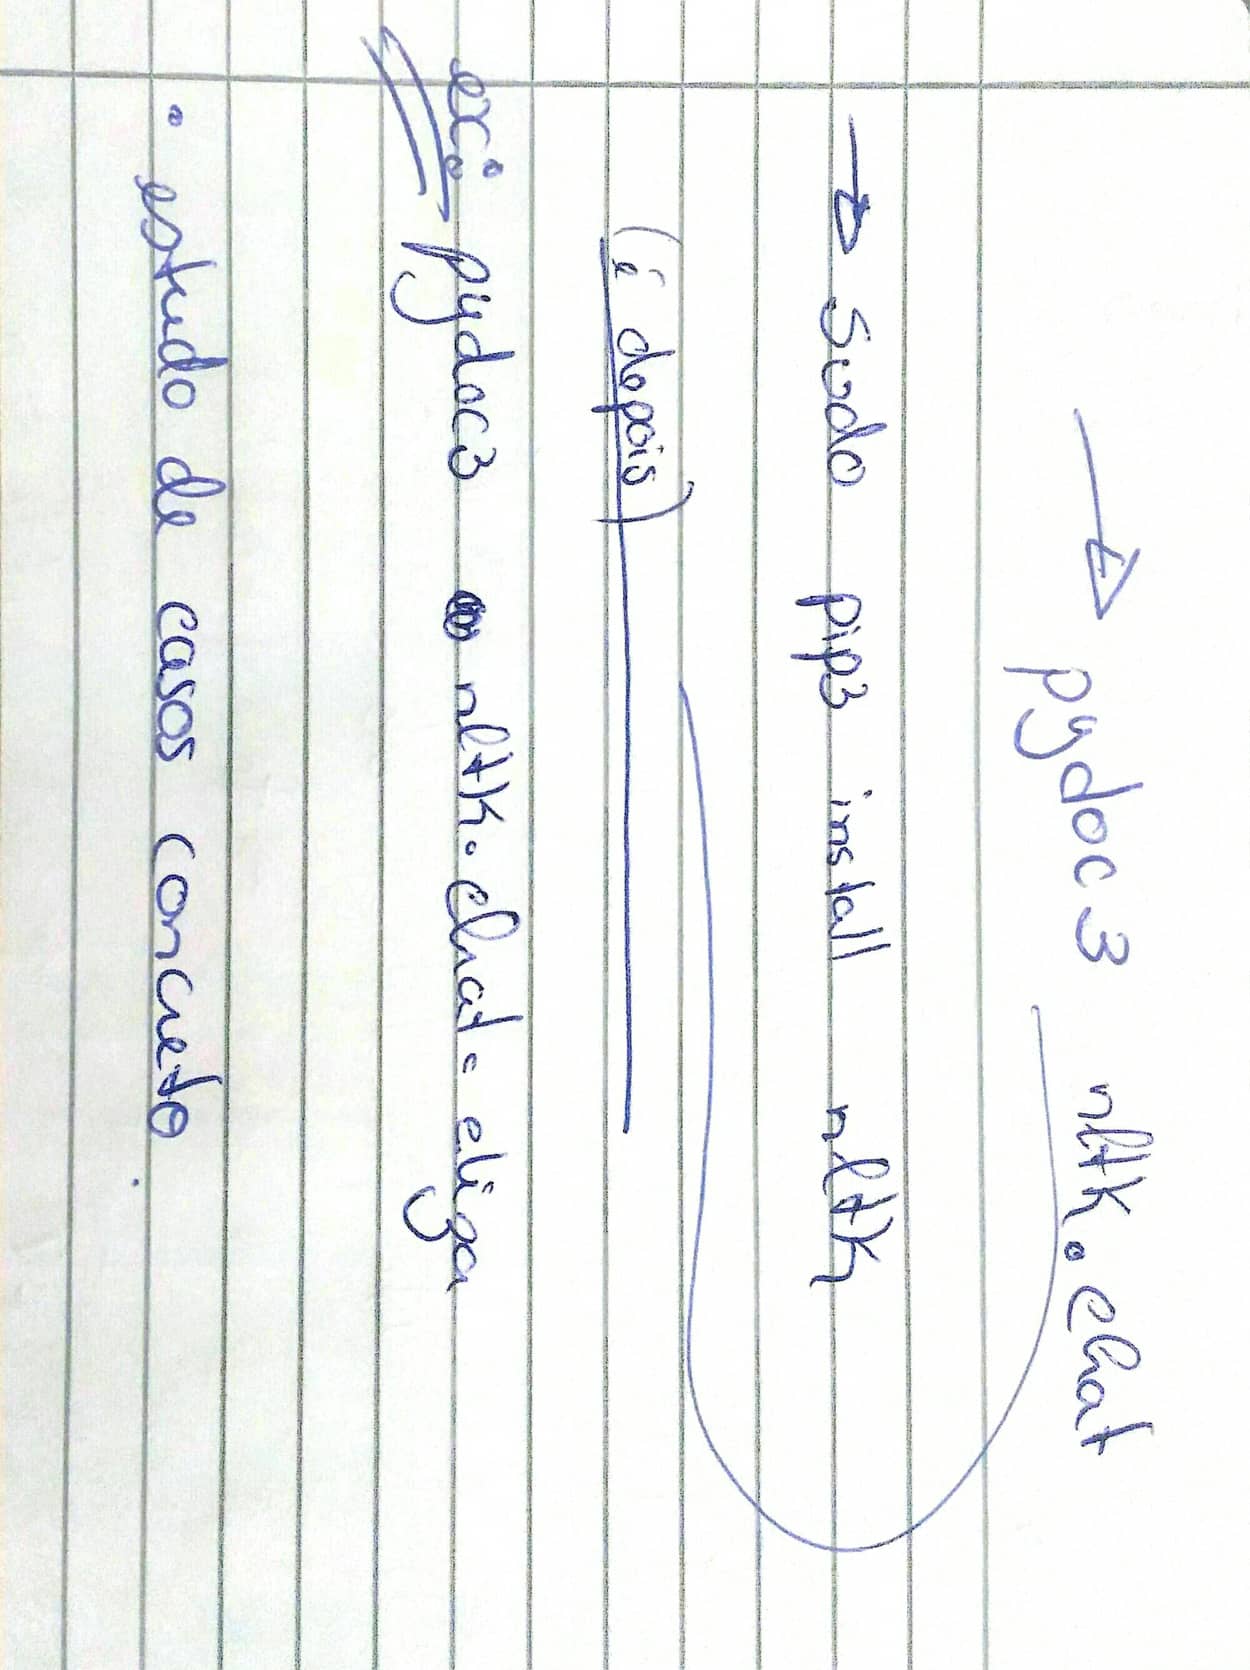 → pydoc3 nltk.chat
→ sudo pip3 install nltk
(i depois)
ex: pydoc3 nltk.chat.eliza
• estudo de casos concreto.